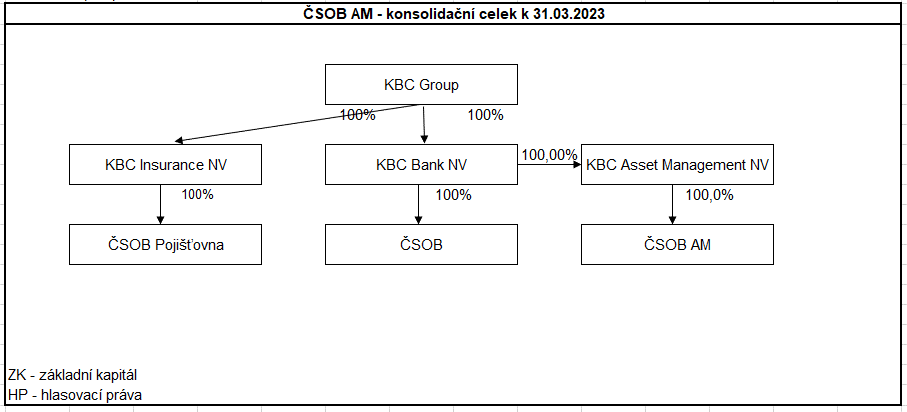 ČSOB AM - konsolidační celek k 31.03.2023
KBC Group
100%
100%
KBC Insurance NV
KBC Bank NV
100,00%
KBC Asset Management NV
100%
100%
100,0%
ČSOB Pojišťovna
ČSOB
ČSOB AM
ZK - základní kapitál
HP - hlasovací práva